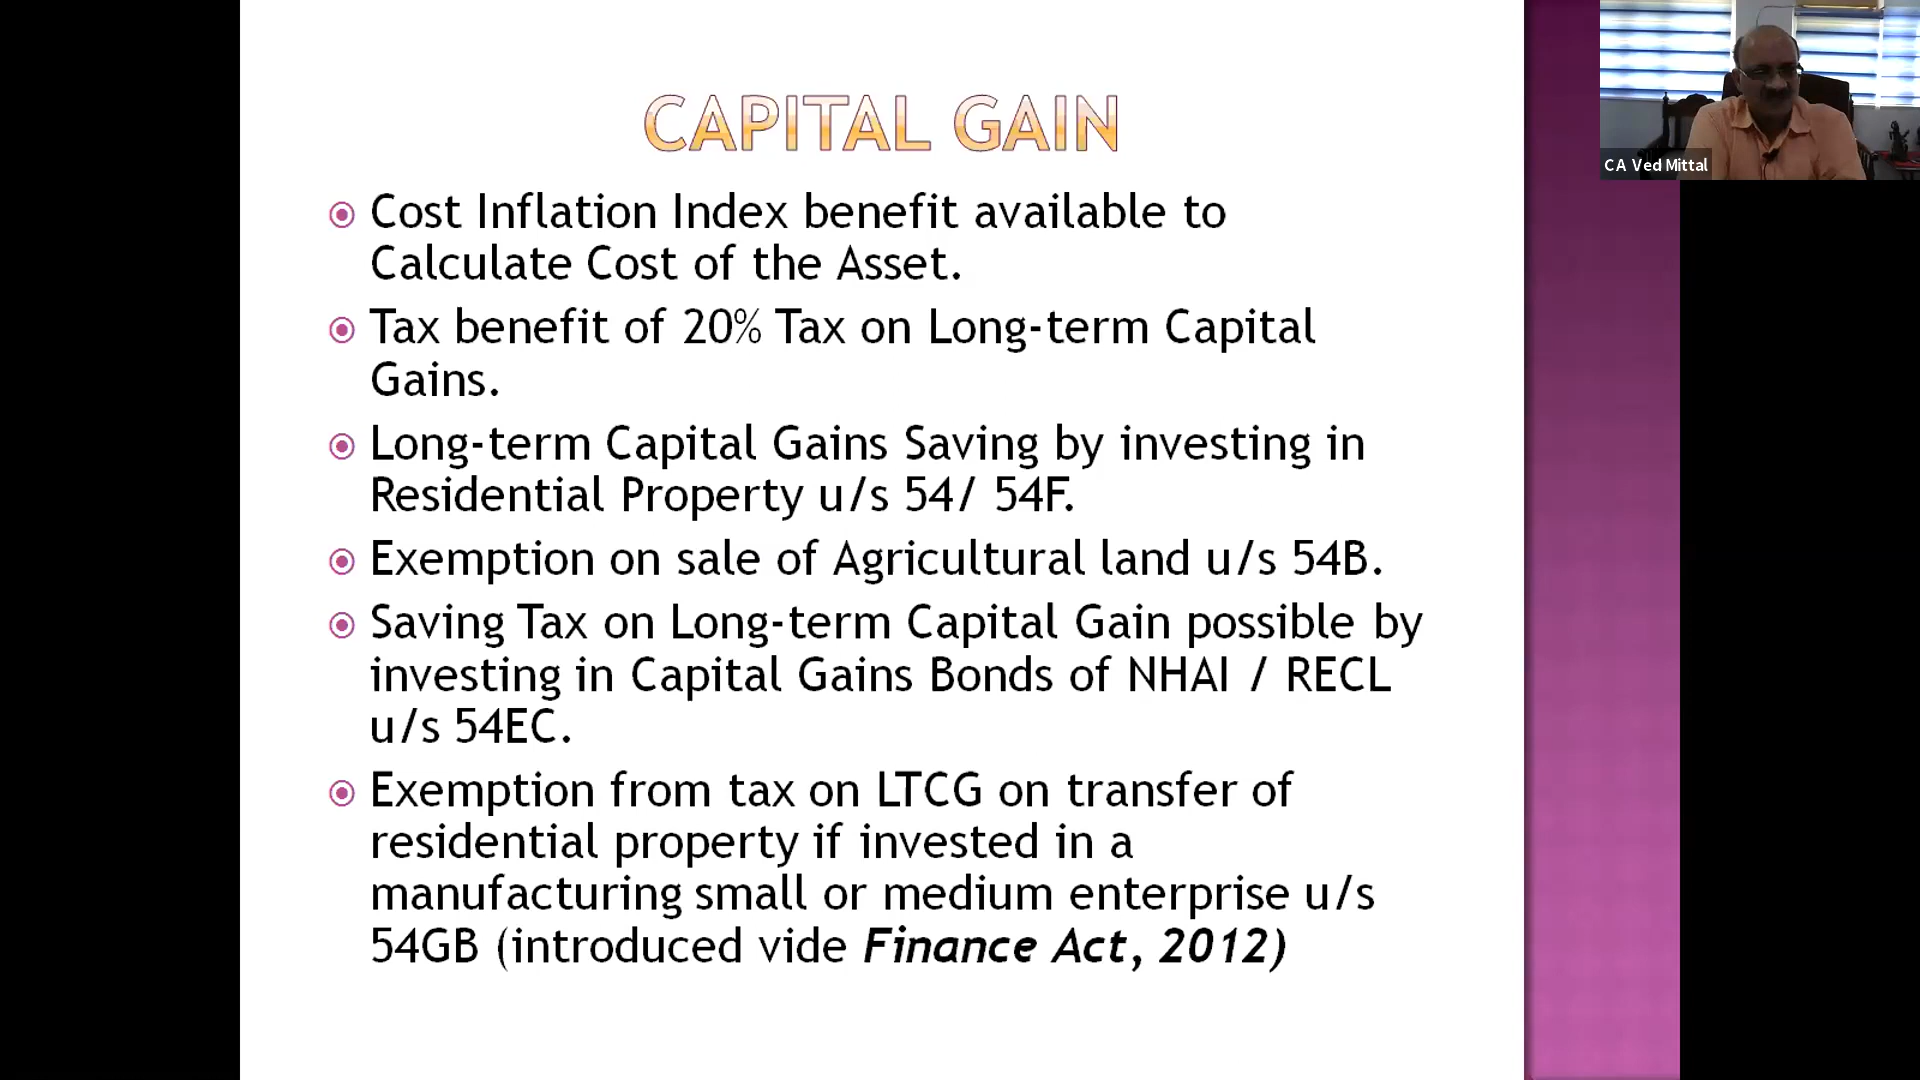 CAPITAL GAIN
Cost Inflation Index benefit available to
Calculate Cost of the Asset.
Tax benefit of 20% Tax on Long-term Capital
Gains.
Long-term Capital Gains Saving by investing in
Residential Property u/s 54/ 54F.
Exemption on sale of Agricultural land u/s 54B.
Saving Tax on Long-term Capital Gain possible by
investing in Capital Gains Bonds of NHAI / RECL
u/s 54EC.
Exemption from tax on LTCG on transfer of
residential property if invested in a
manufacturing small or medium enterprise u/s
54GB (introduced vide Finance Act, 2012)
CA Ved Mittal